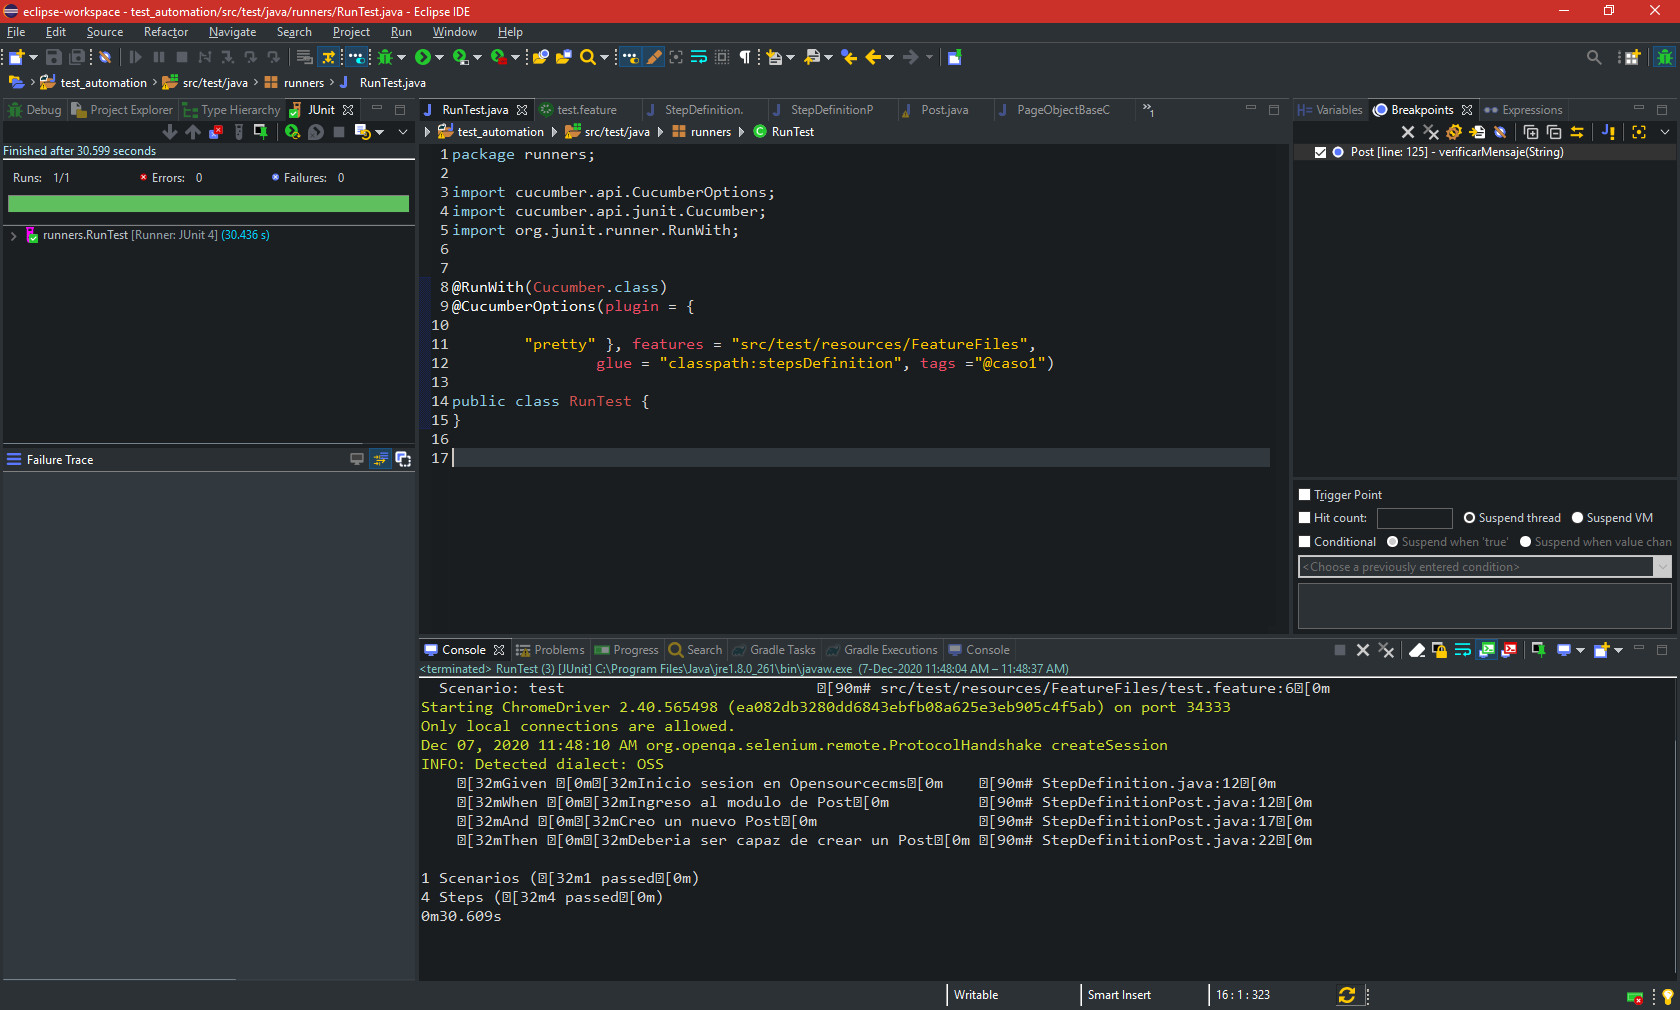 eclipse-workspace - test_automation/src/test/java/runners/RunTest.java - Eclipse IDE
File Edit Source Refactor Navigate Search Project Run Window Help
test_automation src/test/java runners RunTest.java
Debug Project Explorer Type Hierarchy JUnit
Finished after 30.599 seconds
Runs: 1/1 Errors: 0 Failures: 0
runners.RunTest [Runner: JUnit 4] (30.436 s)
Failure Trace
RunTest.java test.feature StepDefinition. StepDefinitionP Post.java PageObjectBaseC »1
test_automation src/test/java runners RunTest
1 package runners;
2
3 import cucumber.api.CucumberOptions;
4 import cucumber.api.junit.Cucumber;
5 import org.junit.runner.RunWith;
6
7
8 @RunWith(Cucumber.class)
9 @CucumberOptions(plugin = {
10
11 "pretty" }, features = "src/test/resources/FeatureFiles",
12 glue = "classpath:stepsDefinition", tags ="@caso1")
13
14 public class RunTest {
15 }
16
17
Variables Breakpoints Expressions
Post [line: 125] - verificarMensaje(String)
Trigger Point
Hit count: Suspend thread Suspend VM
Conditional Suspend when 'true' Suspend when value chan
<Choose a previously entered condition>
Console Problems Progress Search Gradle Tasks Gradle Executions Console
<terminated> RunTest (3) [JUnit] C:\Program Files\Java\jre1.8.0_261\bin\javaw.exe (7-Dec-2020 11:48:04 AM – 11:48:37 AM)
Scenario: test [90m# src/test/resources/FeatureFiles/test.feature:6[0m
Starting ChromeDriver 2.40.565498 (ea082db3280dd6843ebfb08a625e3eb905c4f5ab) on port 34333
Only local connections are allowed.
Dec 07, 2020 11:48:10 AM org.openqa.selenium.remote.ProtocolHandshake createSession
INFO: Detected dialect: OSS
[32mGiven [0m[32mInicio sesion en Opensourcecms[0m [90m# StepDefinition.java:12[0m
[32mWhen [0m[32mIngreso al modulo de Post[0m [90m# StepDefinitionPost.java:12[0m
[32mAnd [0m[32mCreo un nuevo Post[0m [90m# StepDefinitionPost.java:17[0m
[32mThen [0m[32mDeberia ser capaz de crear un Post[0m [90m# StepDefinitionPost.java:22[0m
1 Scenarios ([32m1 passed[0m)
4 Steps ([32m4 passed[0m)
0m30.609s
Writable Smart Insert 16 : 1 : 323